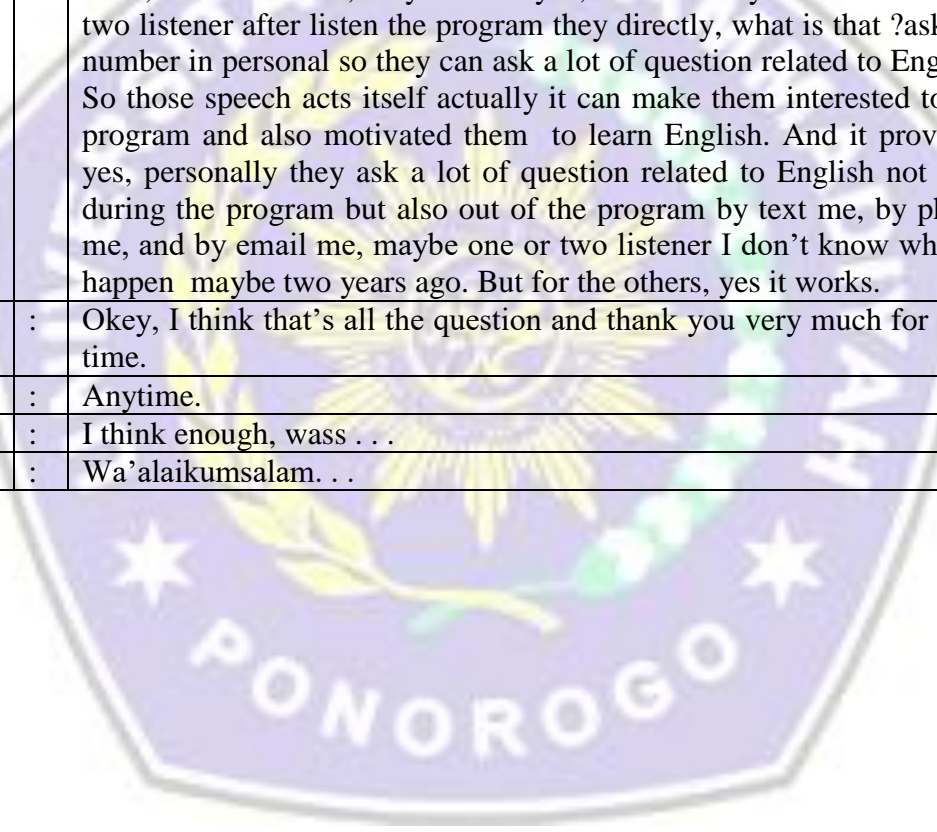 two listener after listen the program they directly, what is that ?ask
number in personal so they can ask a lot of question related to Eng
So those speech acts itself actually it can make them interested to
program and also motivated them to learn English. And it prov
yes, personally they ask a lot of question related to English not
during the program but also out of the program by text me, by pl
me, and by email me, maybe one or two listener I don't know wh
happen maybe two years ago. But for the others, yes it works.
: Okey, I think that's all the question and thank you very much for
time.
: Anytime.
: I think enough, wass . . .
: Wa'alaikumsalam. . .
PONOROGO